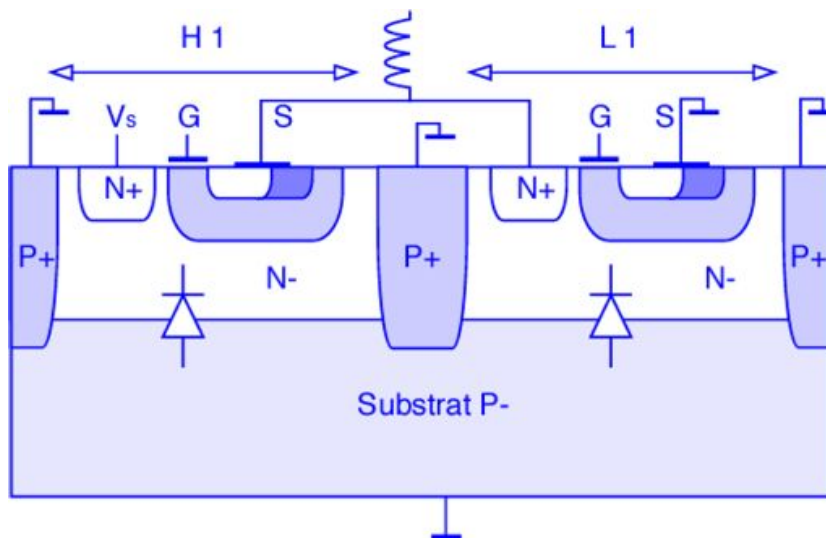 H 1 L 1
Vs G S G S
N+ N+
P+ P+ P+
N- N-
Substrat P-